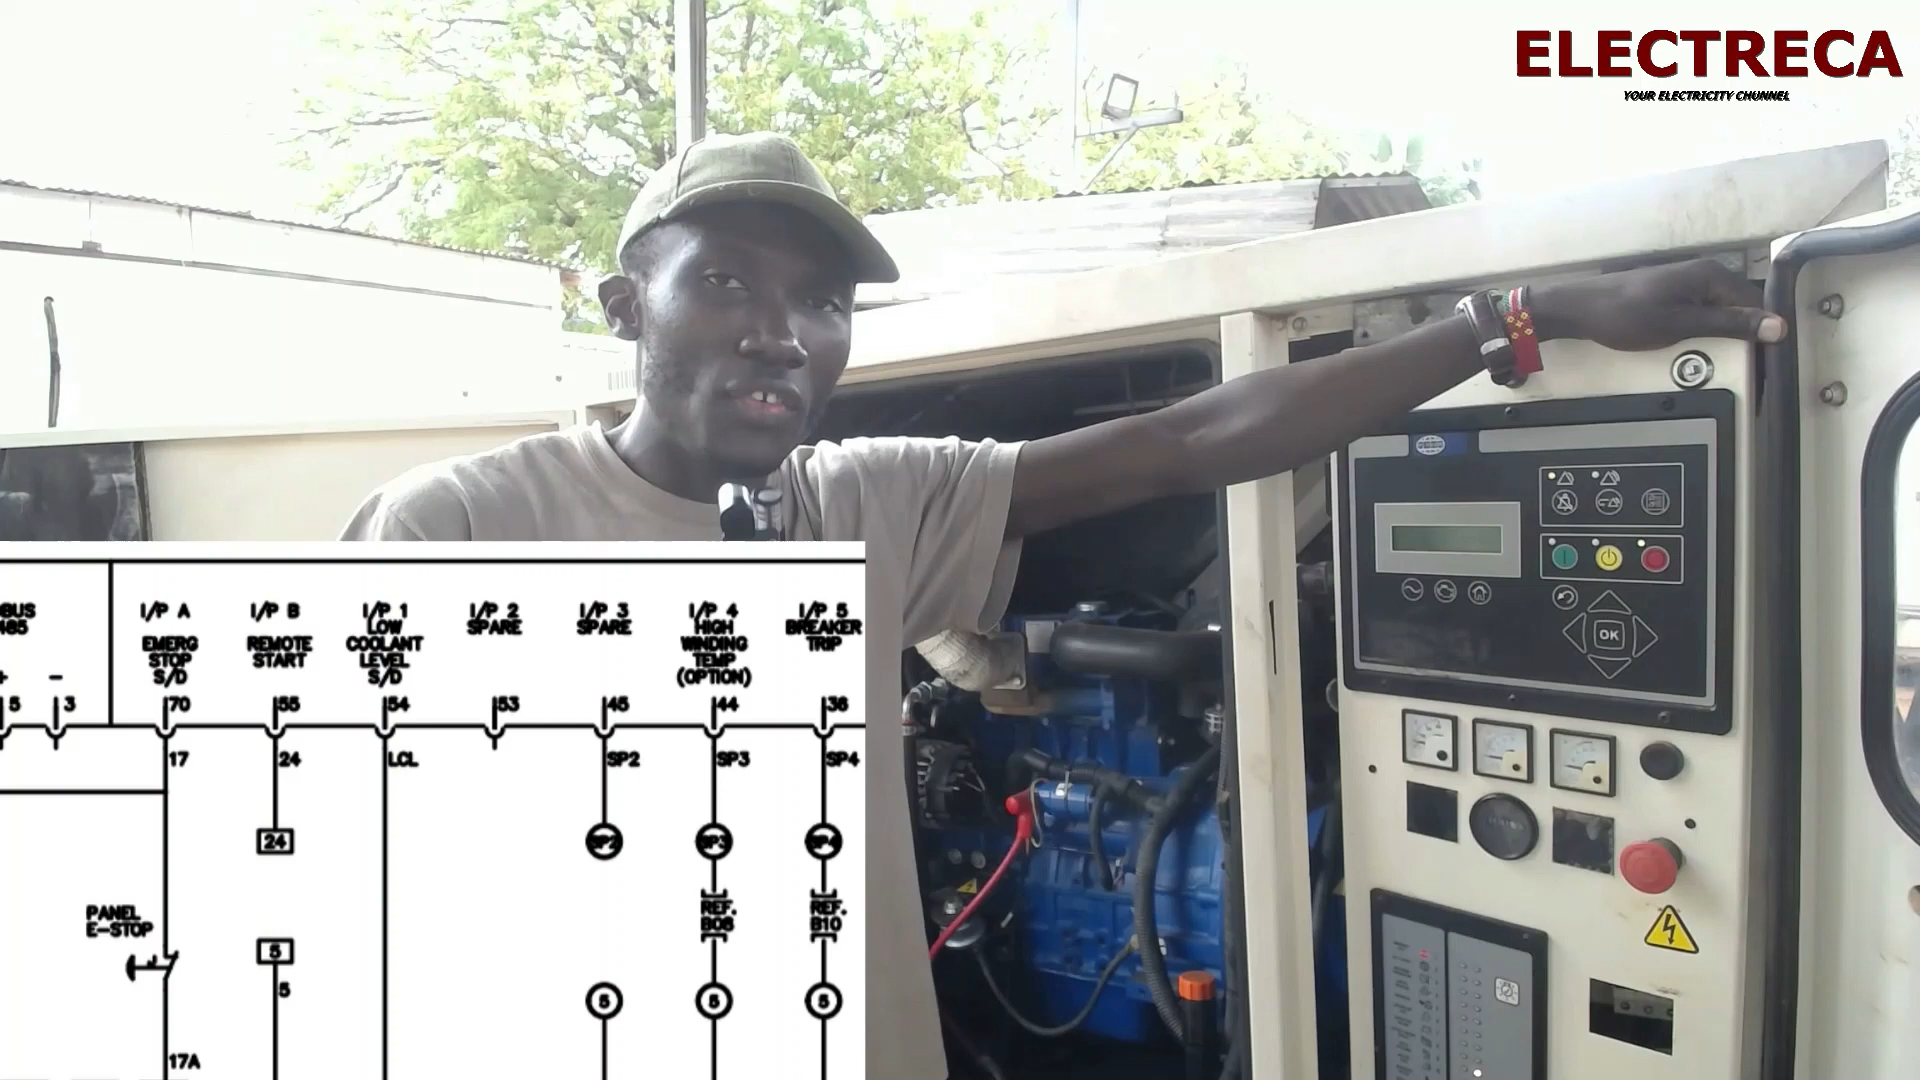 ELECTRECA
YOUR ELECTRICITY CHUNNEL
I/P A
EMERG
STOP
S/D
I/P B
REMOTE
START
I/P 1
LOW
COOLANT
LEVEL
S/D
I/P 2
SPARE
I/P 3
SPARE
I/P 4
HIGH
WINDING
TEMP
(OPTION)
I/P 5
BREAKER
TRIP
+ −
5 3 70 55 54 53 45 44 36
17 24 LCL SP2 SP3 SP4
24 SP2 SP3 SP4
REF.
B08
REF.
B10
PANEL
E-STOP
5
5
5 5 5
17A
OK